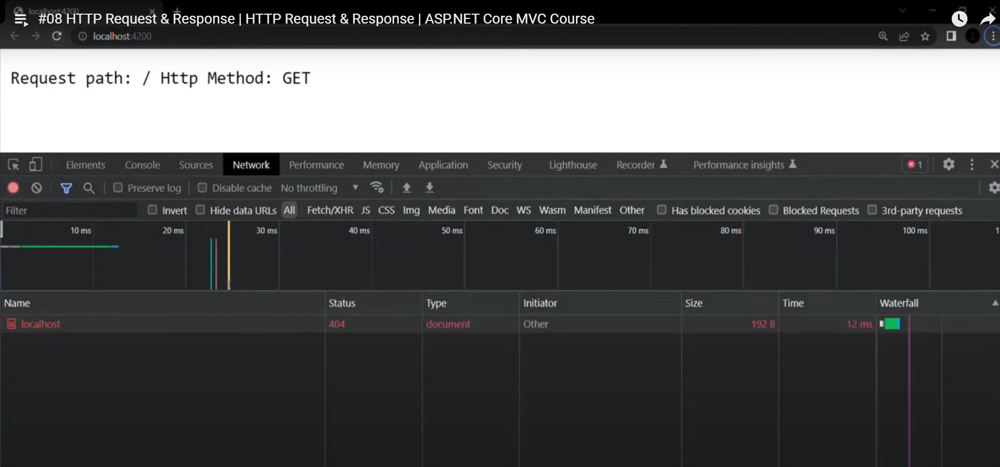 localhost:4200
#08 HTTP Request & Response | HTTP Request & Response | ASP.NET Core MVC Course
localhost:4200
Request path: / Http Method: GET
Elements Console Sources Network Performance Memory Application Security Lighthouse Recorder Performance insights 1
Preserve log Disable cache No throttling
Filter Invert Hide data URLs All Fetch/XHR JS CSS Img Media Font Doc WS Wasm Manifest Other Has blocked cookies Blocked Requests 3rd-party requests
10 ms 20 ms 30 ms 40 ms 50 ms 60 ms 70 ms 80 ms 90 ms 100 ms 1
Name Status Type Initiator Size Time Waterfall
localhost 404 document Other 192 B 12 ms